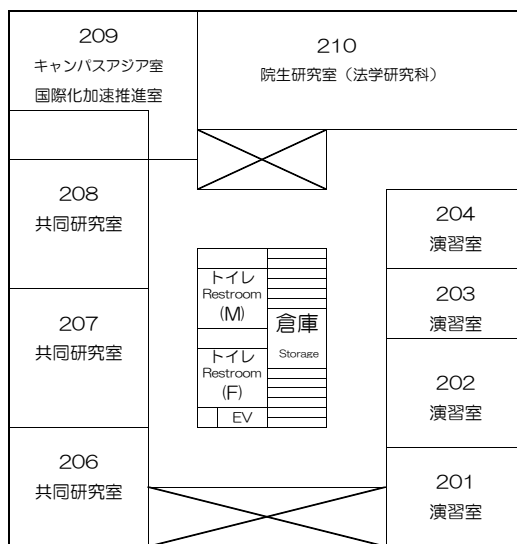 209
キャンパスアジア室
国際化加速推進室
210
院生研究室（法学研究科）
208
共同研究室
204
演習室
トイレ
Restroom
(M)
倉庫
Storage
203
演習室
207
共同研究室
トイレ
Restroom
(F)
EV
202
演習室
206
共同研究室
201
演習室